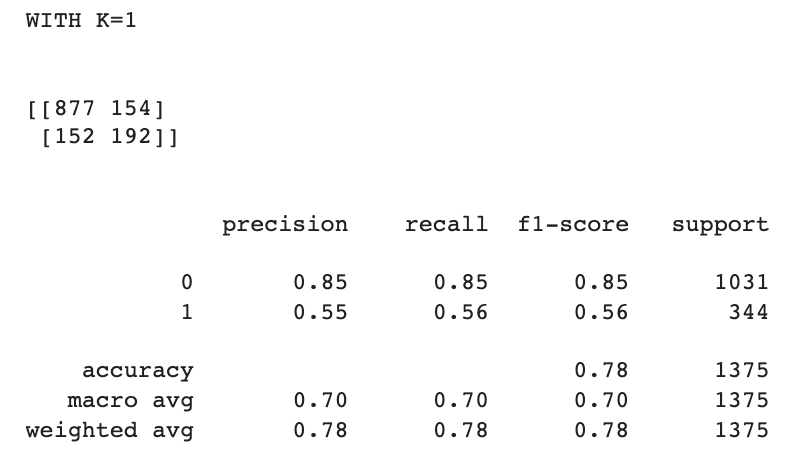 WITH K=1
[[877 154]
[152 192]]
precision recall f1-score support
0 0.85 0.85 0.85 1031
1 0.55 0.56 0.56 344
accuracy 0.78 1375
macro avg 0.70 0.70 0.70 1375
weighted avg 0.78 0.78 0.78 1375